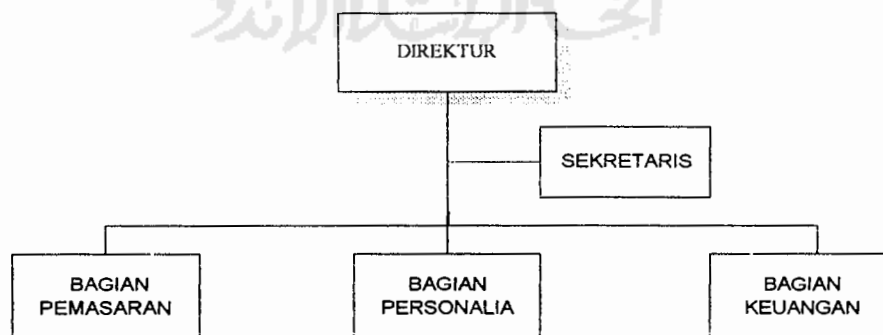 DIREKTUR
SEKRETARIS
BAGIAN
PEMASARAN
BAGIAN
PERSONALIA
BAGIAN
KEUANGAN